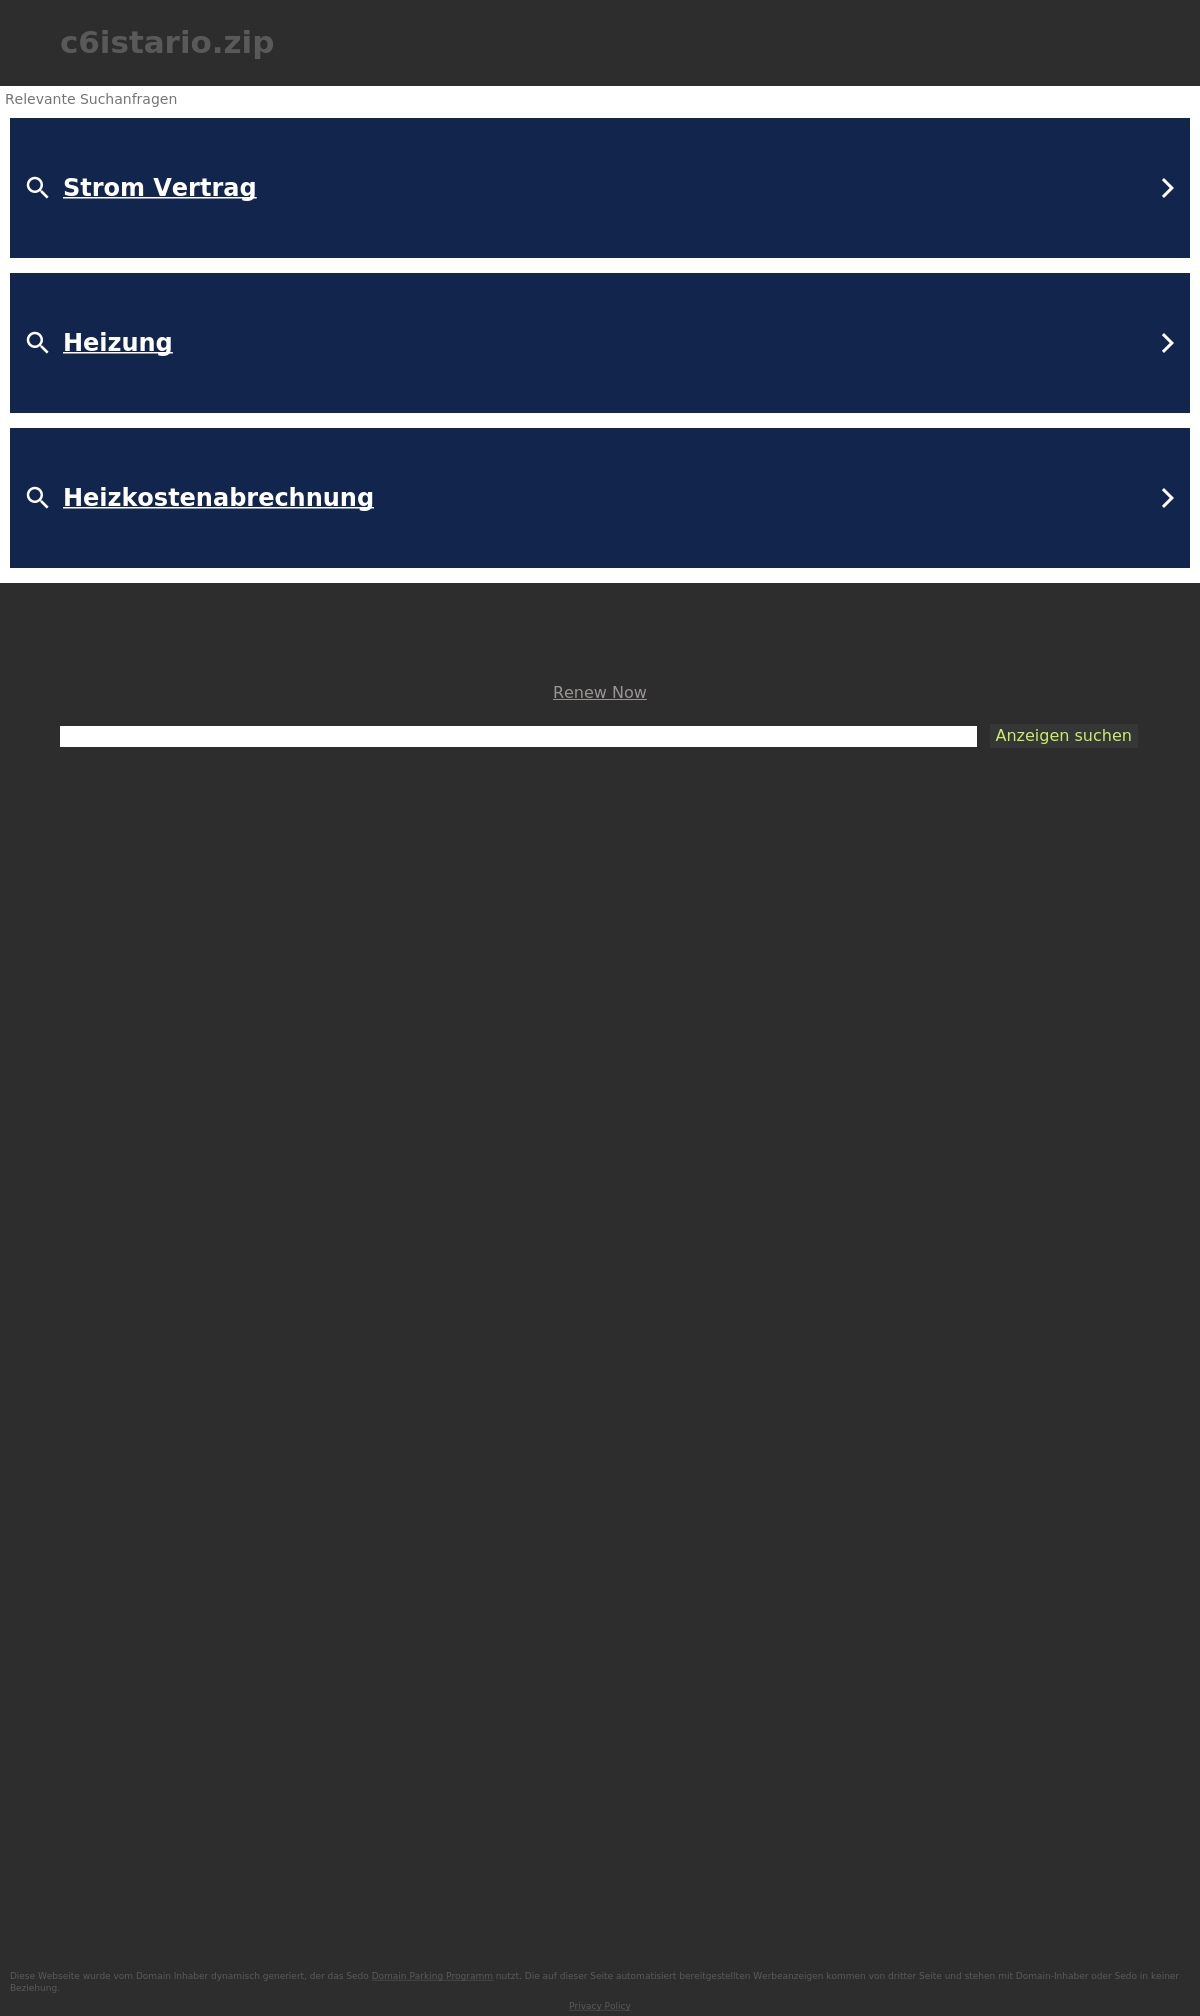 c6istario.zip
Relevante Suchanfragen
Strom Vertrag
Heizung
Heizkostenabrechnung
Renew Now
Anzeigen suchen
Diese Webseite wurde vom Domain Inhaber dynamisch generiert, der das Sedo Domain Parking Programm nutzt. Die auf dieser Seite automatisiert bereitgestellten Werbeanzeigen kommen von dritter Seite und stehen mit Domain-Inhaber oder Sedo in keiner
Beziehung.
Privacy Policy